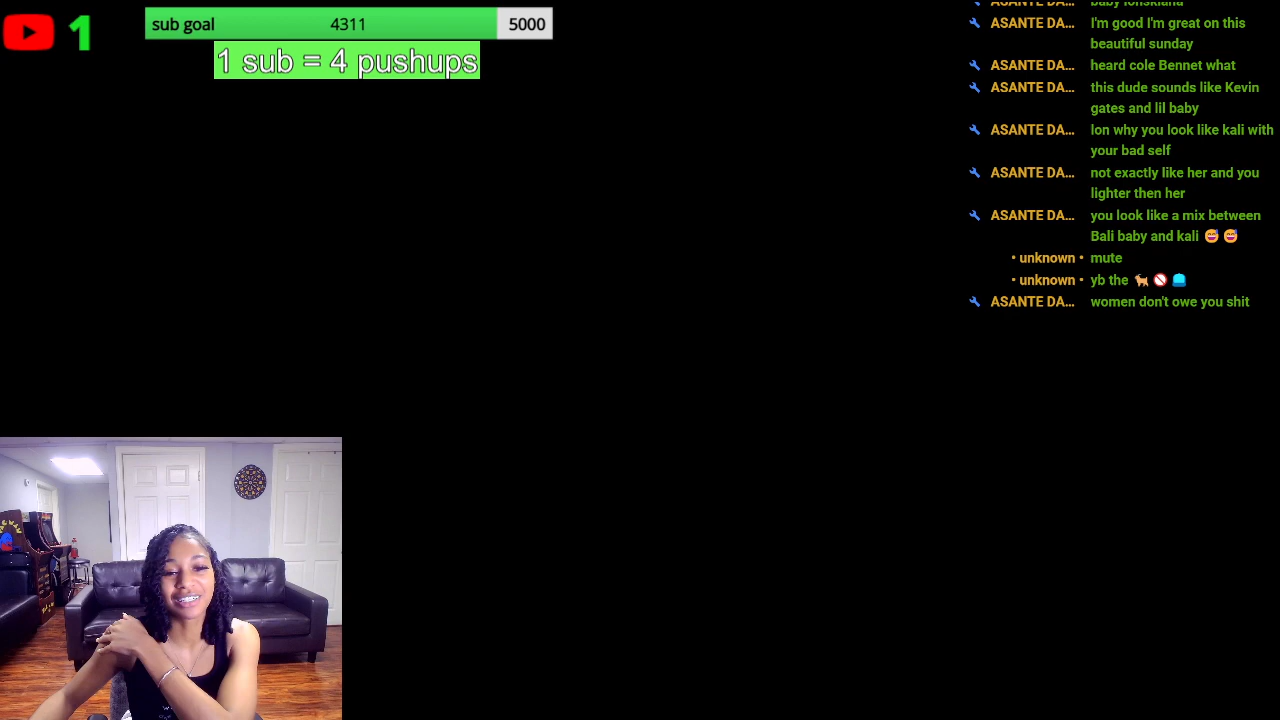 1
sub goal 4311 5000
1 sub = 4 pushups
ASANTE DA...
ASANTE DA... I'm good I'm great on this
beautiful sunday
ASANTE DA... heard cole Bennet what
ASANTE DA... this dude sounds like Kevin
gates and lil baby
ASANTE DA... lon why you look like kali with
your bad self
ASANTE DA... not exactly like her and you
lighter then her
ASANTE DA... you look like a mix between
Bali baby and kali 😅 😅
• unknown • mute
• unknown • yb the 🐐 🚫 🧢
ASANTE DA... women don't owe you shit